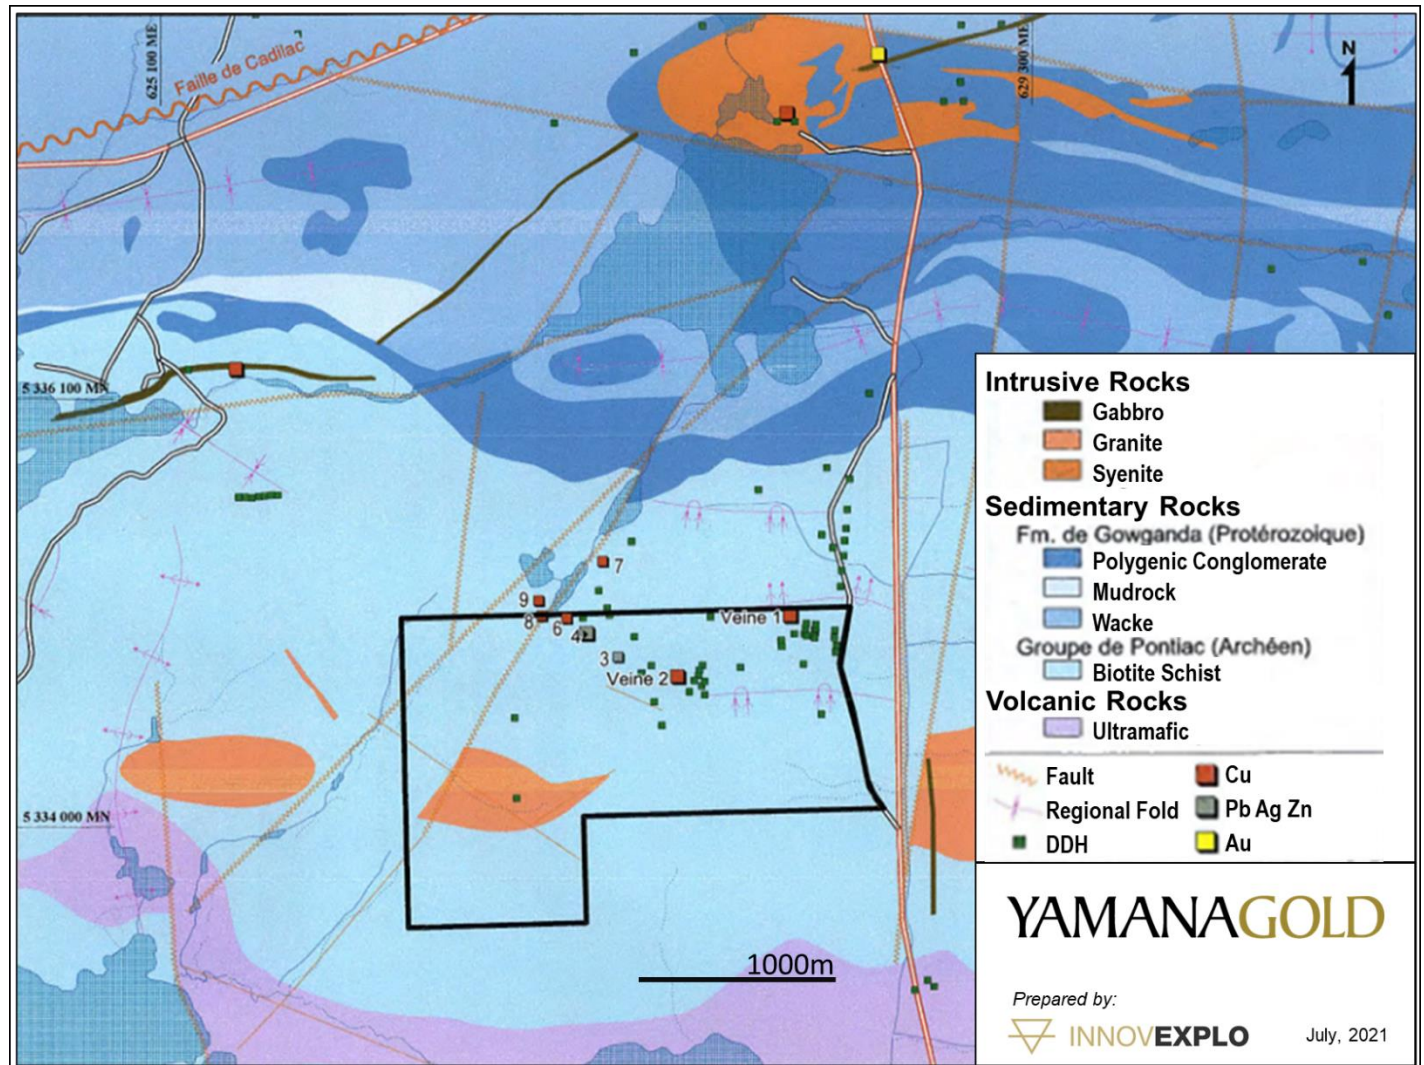 625 100 ME
Faille de Cadilac
629 300 ME
N
5 336 100 MN
7
9
8
6
4
3
Veine 1
Veine 2
5 334 000 MN
1000m
Intrusive Rocks
Gabbro
Granite
Syenite
Sedimentary Rocks
Fm. de Gowganda (Protérozoique)
Polygenic Conglomerate
Mudrock
Wacke
Groupe de Pontiac (Archéen)
Biotite Schist
Volcanic Rocks
Ultramafic
Fault
Cu
Regional Fold
Pb Ag Zn
DDH
Au
YAMANAGOLD
Prepared by:
INNOVEXPLO
July, 2021